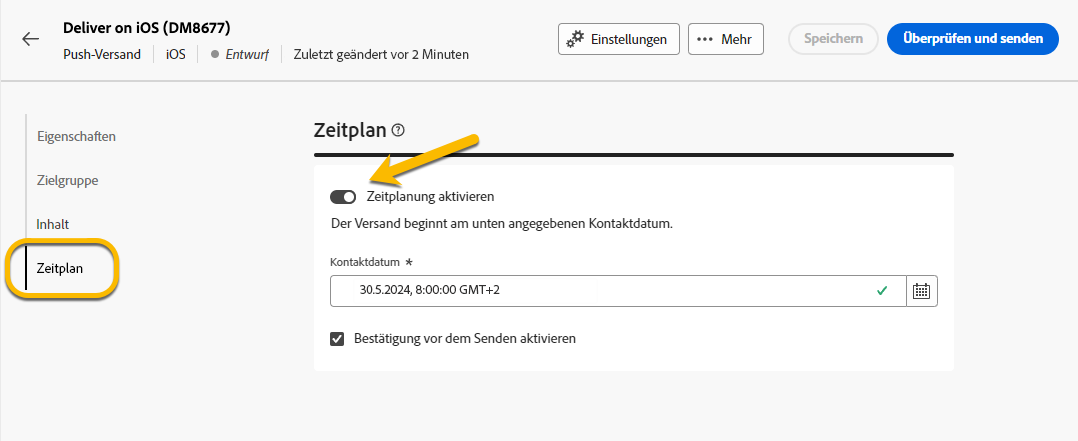 Deliver on iOS (DM8677)
Push-Versand iOS Entwurf Zuletzt geändert vor 2 Minuten
Einstellungen
Mehr
Speichern
Überprüfen und senden
Eigenschaften
Zielgruppe
Inhalt
Zeitplan
Zeitplan
Zeitplanung aktivieren
Der Versand beginnt am unten angegebenen Kontaktdatum.
Kontaktdatum *
30.5.2024, 8:00:00 GMT+2
Bestätigung vor dem Senden aktivieren